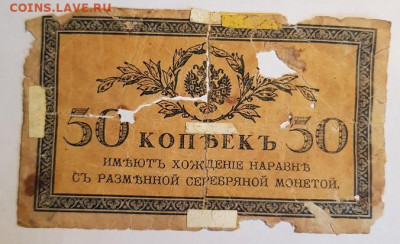 COINS.LAVE.RU
50 КОПѢЕКЪ 50
ИМѢЮТЪ ХОЖДЕНІЕ НАРАВНѢ
СЪ РАЗМѢННОЙ СЕРЕБРЯНОЙ МОНЕТОЙ.